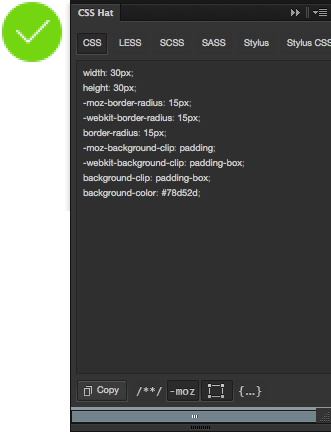 CSS Hat
CSS LESS SCSS SASS Stylus Stylus CSS
width: 30px;
height: 30px;
-moz-border-radius: 15px;
-webkit-border-radius: 15px;
border-radius: 15px;
-moz-background-clip: padding;
-webkit-background-clip: padding-box;
background-clip: padding-box;
background-color: #78d52d;
Copy /**/ -moz {...}